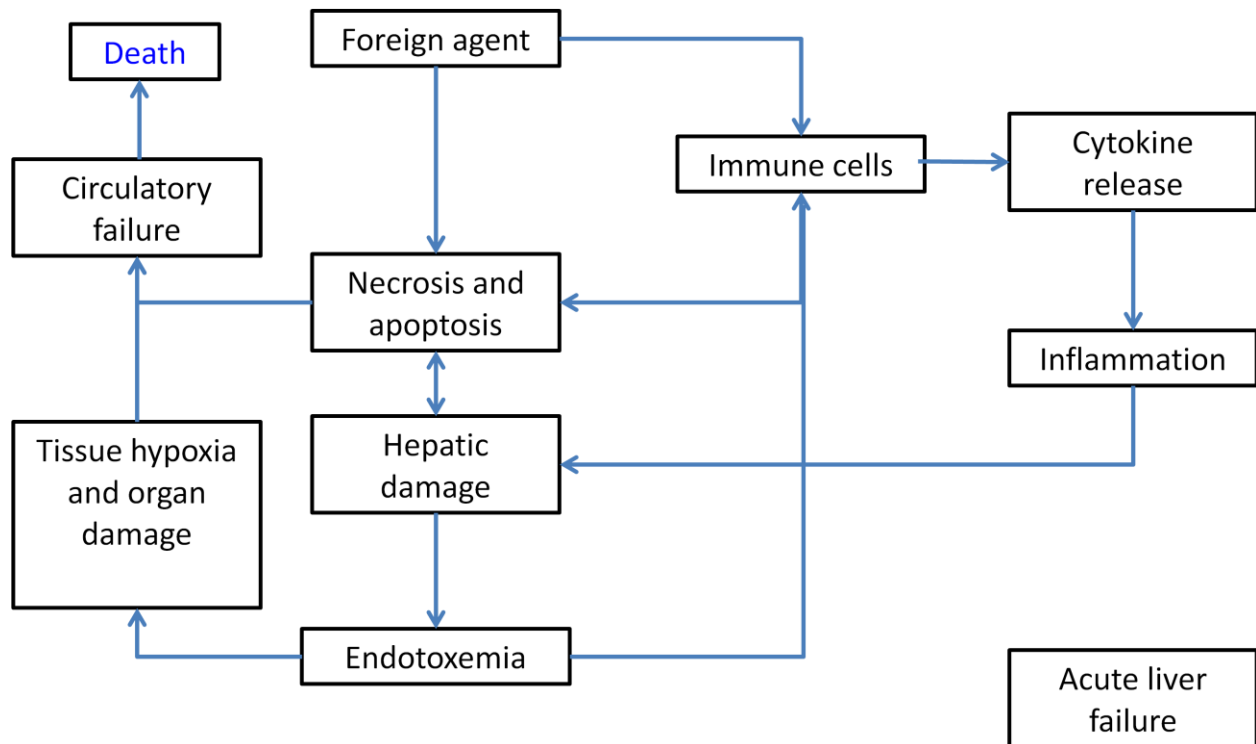 Death
Foreign agent
Immune cells
Cytokine
release
Circulatory
failure
Necrosis and
apoptosis
Inflammation
Tissue hypoxia
and organ
damage
Hepatic
damage
Endotoxemia
Acute liver
failure